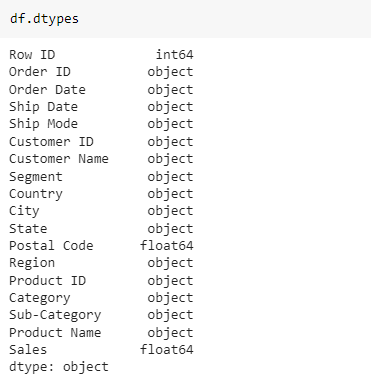 df.dtypes
Row ID             int64
Order ID          object
Order Date        object
Ship Date         object
Ship Mode         object
Customer ID       object
Customer Name     object
Segment           object
Country           object
City              object
State             object
Postal Code      float64
Region            object
Product ID        object
Category          object
Sub-Category      object
Product Name      object
Sales            float64
dtype: object